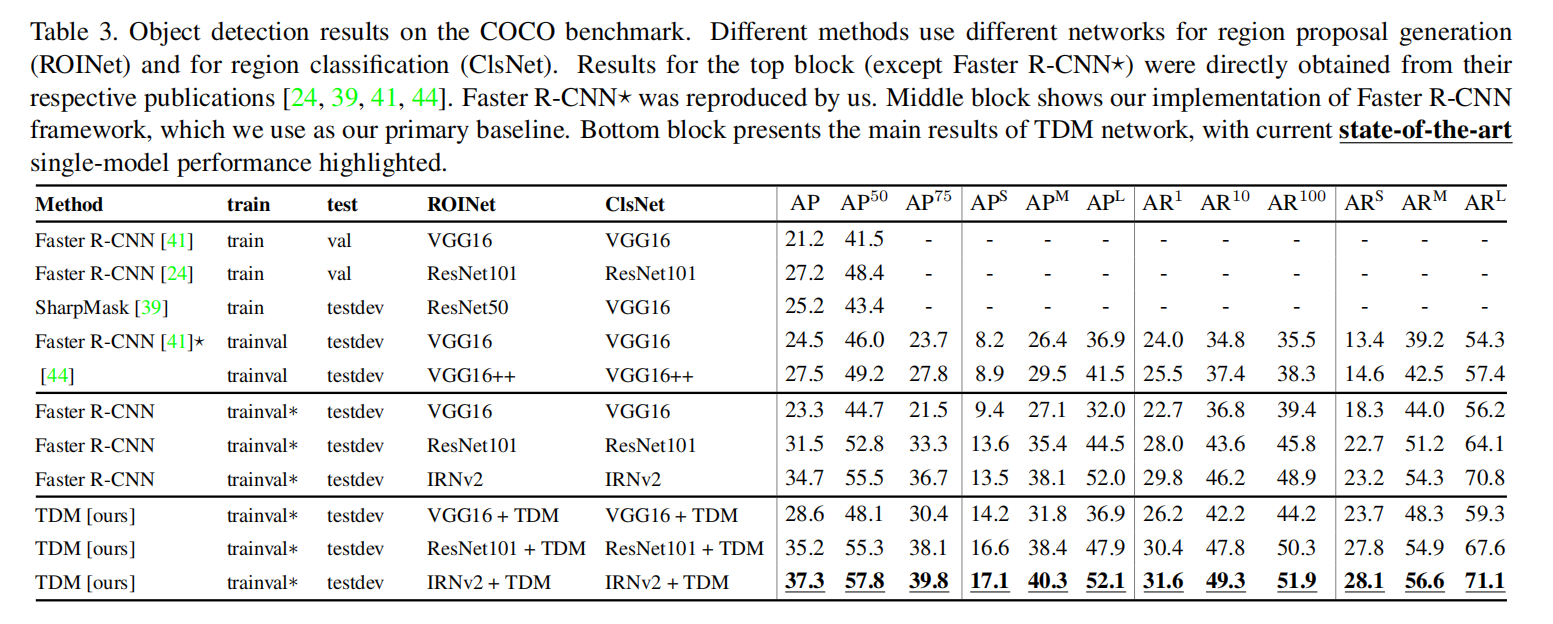 Table 3. Object detection results on the COCO benchmark. Different methods use different networks for region proposal generation
(ROINet) and for region classification (ClsNet). Results for the top block (except Faster R-CNN⋆) were directly obtained from their
respective publications [24, 39, 41, 44]. Faster R-CNN⋆ was reproduced by us. Middle block shows our implementation of Faster R-CNN
framework, which we use as our primary baseline. Bottom block presents the main results of TDM network, with current state-of-the-art
single-model performance highlighted.
Method train test ROINet ClsNet AP AP50 AP75 APS APM APL AR1 AR10 AR100 ARS ARM ARL
Faster R-CNN [41] train val VGG16 VGG16 21.2 41.5 - - - - - - - - - -
Faster R-CNN [24] train val ResNet101 ResNet101 27.2 48.4 - - - - - - - - - -
SharpMask [39] train testdev ResNet50 VGG16 25.2 43.4 - - - - - - - - - -
Faster R-CNN [41]⋆ trainval testdev VGG16 VGG16 24.5 46.0 23.7 8.2 26.4 36.9 24.0 34.8 35.5 13.4 39.2 54.3
[44] trainval testdev VGG16++ VGG16++ 27.5 49.2 27.8 8.9 29.5 41.5 25.5 37.4 38.3 14.6 42.5 57.4
Faster R-CNN trainval∗ testdev VGG16 VGG16 23.3 44.7 21.5 9.4 27.1 32.0 22.7 36.8 39.4 18.3 44.0 56.2
Faster R-CNN trainval∗ testdev ResNet101 ResNet101 31.5 52.8 33.3 13.6 35.4 44.5 28.0 43.6 45.8 22.7 51.2 64.1
Faster R-CNN trainval∗ testdev IRNv2 IRNv2 34.7 55.5 36.7 13.5 38.1 52.0 29.8 46.2 48.9 23.2 54.3 70.8
TDM [ours] trainval∗ testdev VGG16 + TDM VGG16 + TDM 28.6 48.1 30.4 14.2 31.8 36.9 26.2 42.2 44.2 23.7 48.3 59.3
TDM [ours] trainval∗ testdev ResNet101 + TDM ResNet101 + TDM 35.2 55.3 38.1 16.6 38.4 47.9 30.4 47.8 50.3 27.8 54.9 67.6
TDM [ours] trainval∗ testdev IRNv2 + TDM IRNv2 + TDM 37.3 57.8 39.8 17.1 40.3 52.1 31.6 49.3 51.9 28.1 56.6 71.1